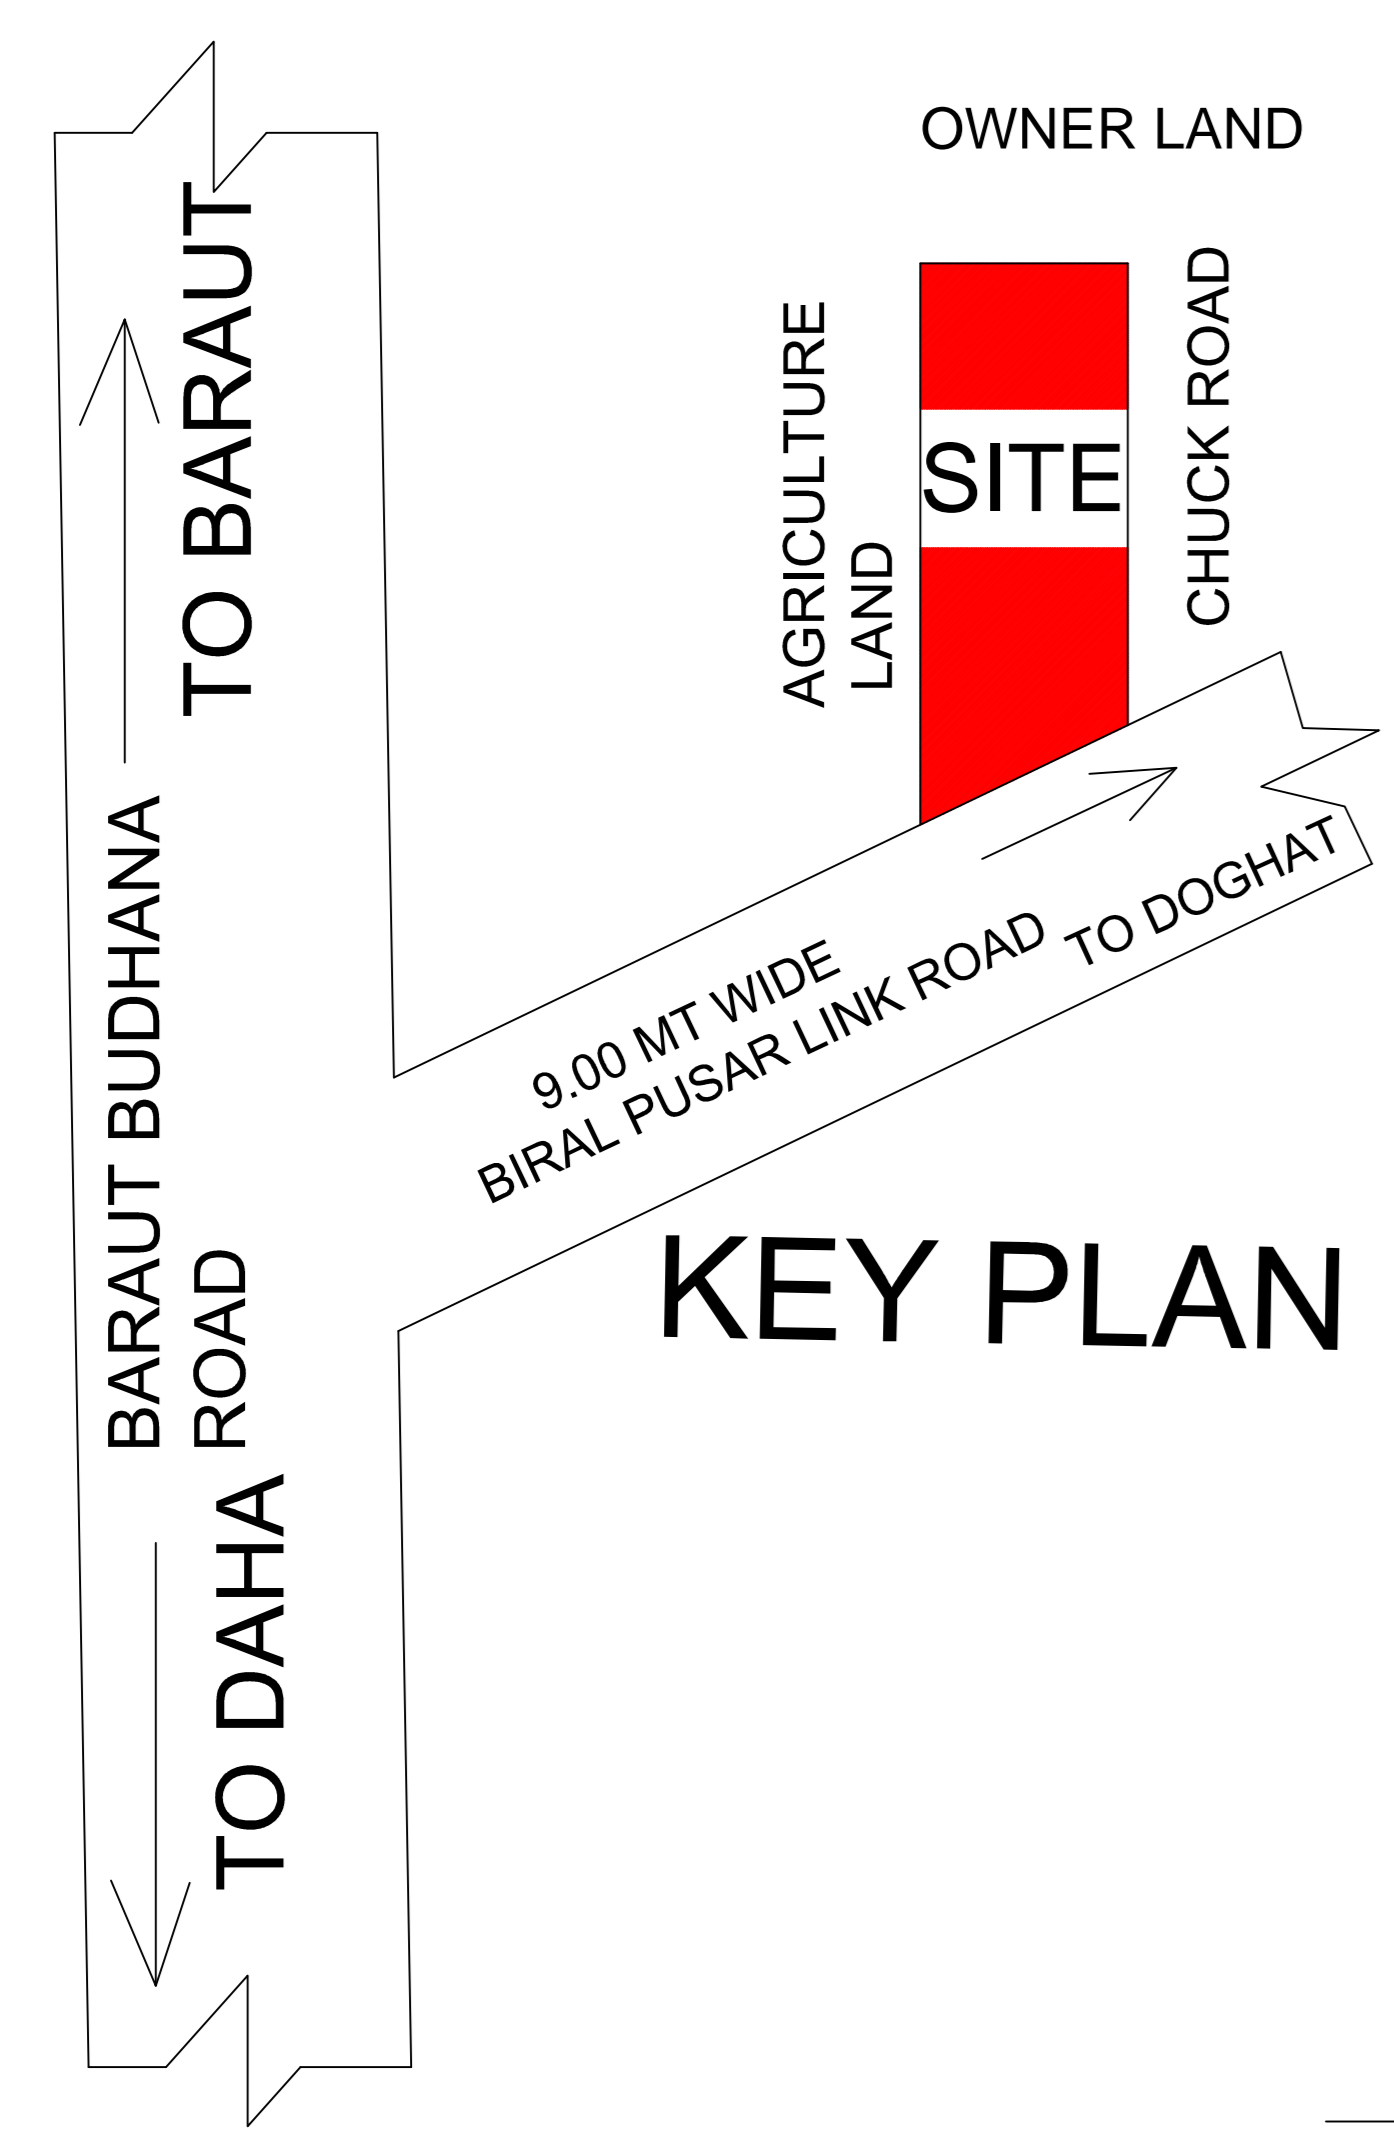 OWNER LAND
TO BARAUT
AGRICULTURE
LAND
SITE
CHUCK ROAD
BARAUT BUDHANA
ROAD
9.00 MT WIDE
BIRAL PUSAR LINK ROAD
TO DOGHAT
KEY PLAN
TO DAHA